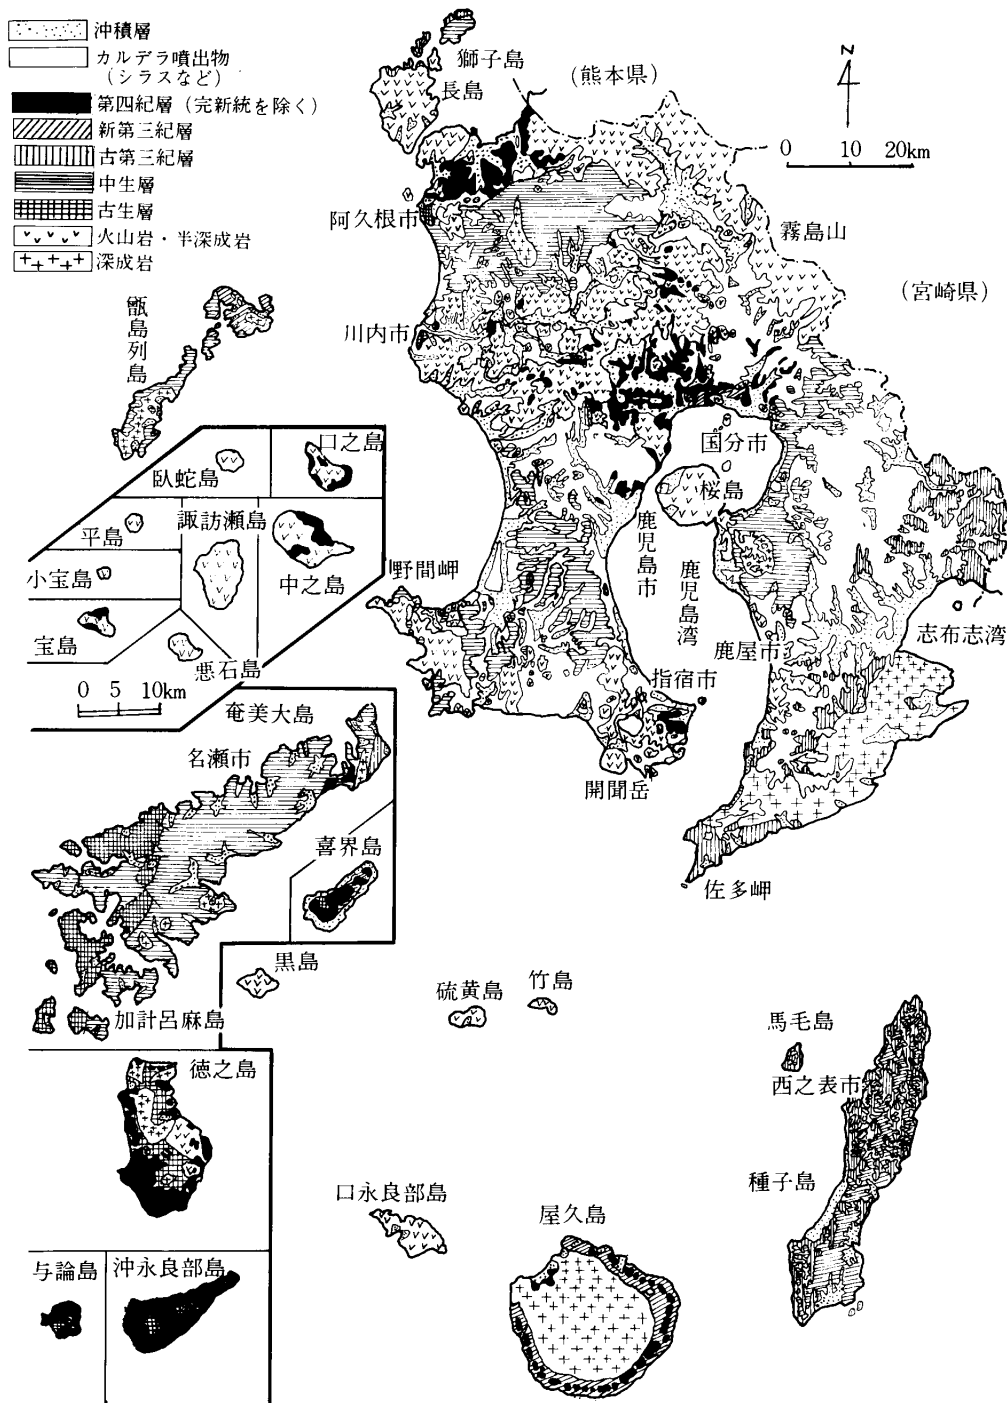 沖積層
カルデラ噴出物
(シラスなど)
第四紀層(完新統を除く)
新第三紀層
古第三紀層
中生層
古生層
火山岩・半深成岩
深成岩
獅子島
長島
(熊本県)
N
0 10 20km
阿久根市
霧島山
(宮崎県)
甑島列島
川内市
国分市
桜島
鹿児島市
鹿児島湾
志布志湾
鹿屋市
指宿市
開聞岳
佐多岬
野間岬
口之島
臥蛇島
諏訪瀬島
平島
中之島
小宝島
宝島
悪石島
0 5 10km
奄美大島
名瀬市
喜界島
加計呂麻島
黒島
硫黄島
竹島
馬毛島
西之表市
種子島
徳之島
口永良部島
屋久島
与論島
沖永良部島